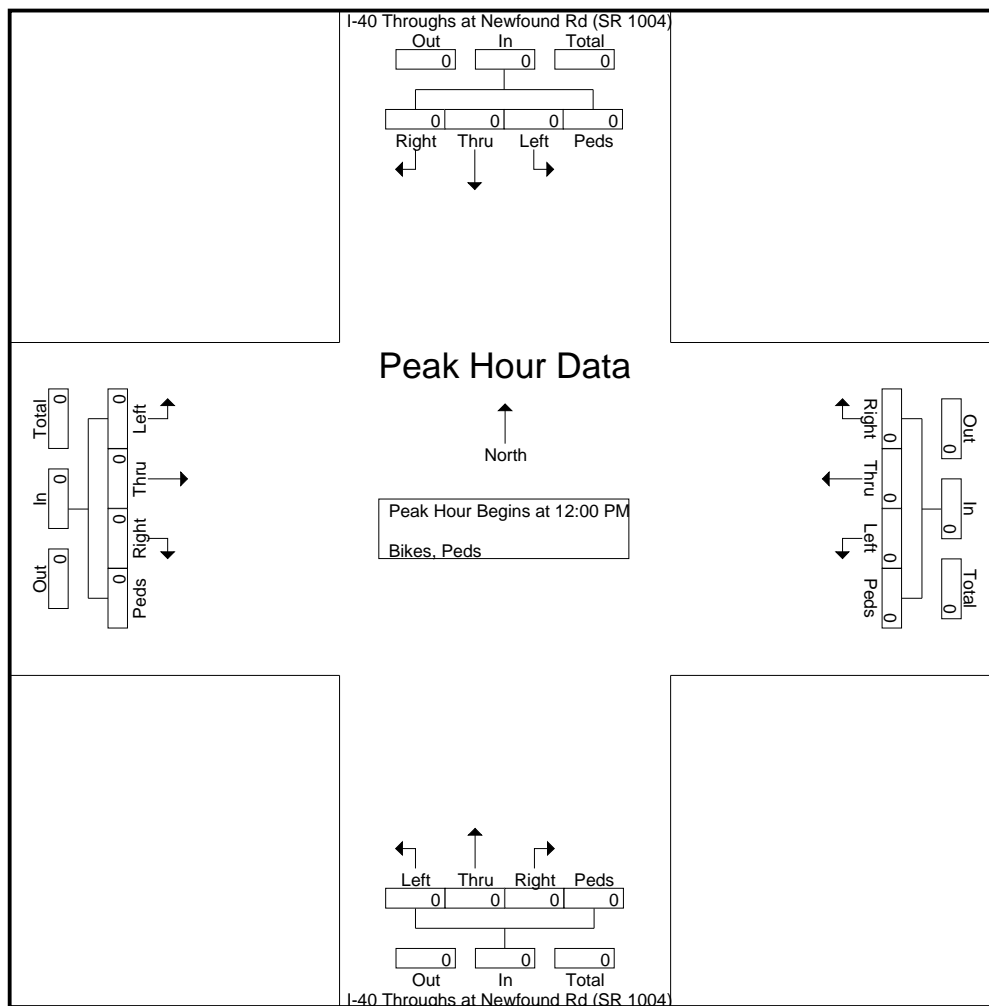 I-40 Throughs at Newfound Rd (SR 1004)
Out In Total
0 0 0
0 0 0 0
Right Thru Left Peds
Peak Hour Data
North
Peak Hour Begins at 12:00 PM
Bikes, Peds
Total In Out
0 0 0
0 0 0 0
Left Thru Right Peds
Right Thru Left Peds
0 0 0 0
Out In Total
0 0 0
Left Thru Right Peds
0 0 0 0
0 0 0
Out In Total
I-40 Throughs at Newfound Rd (SR 1004)